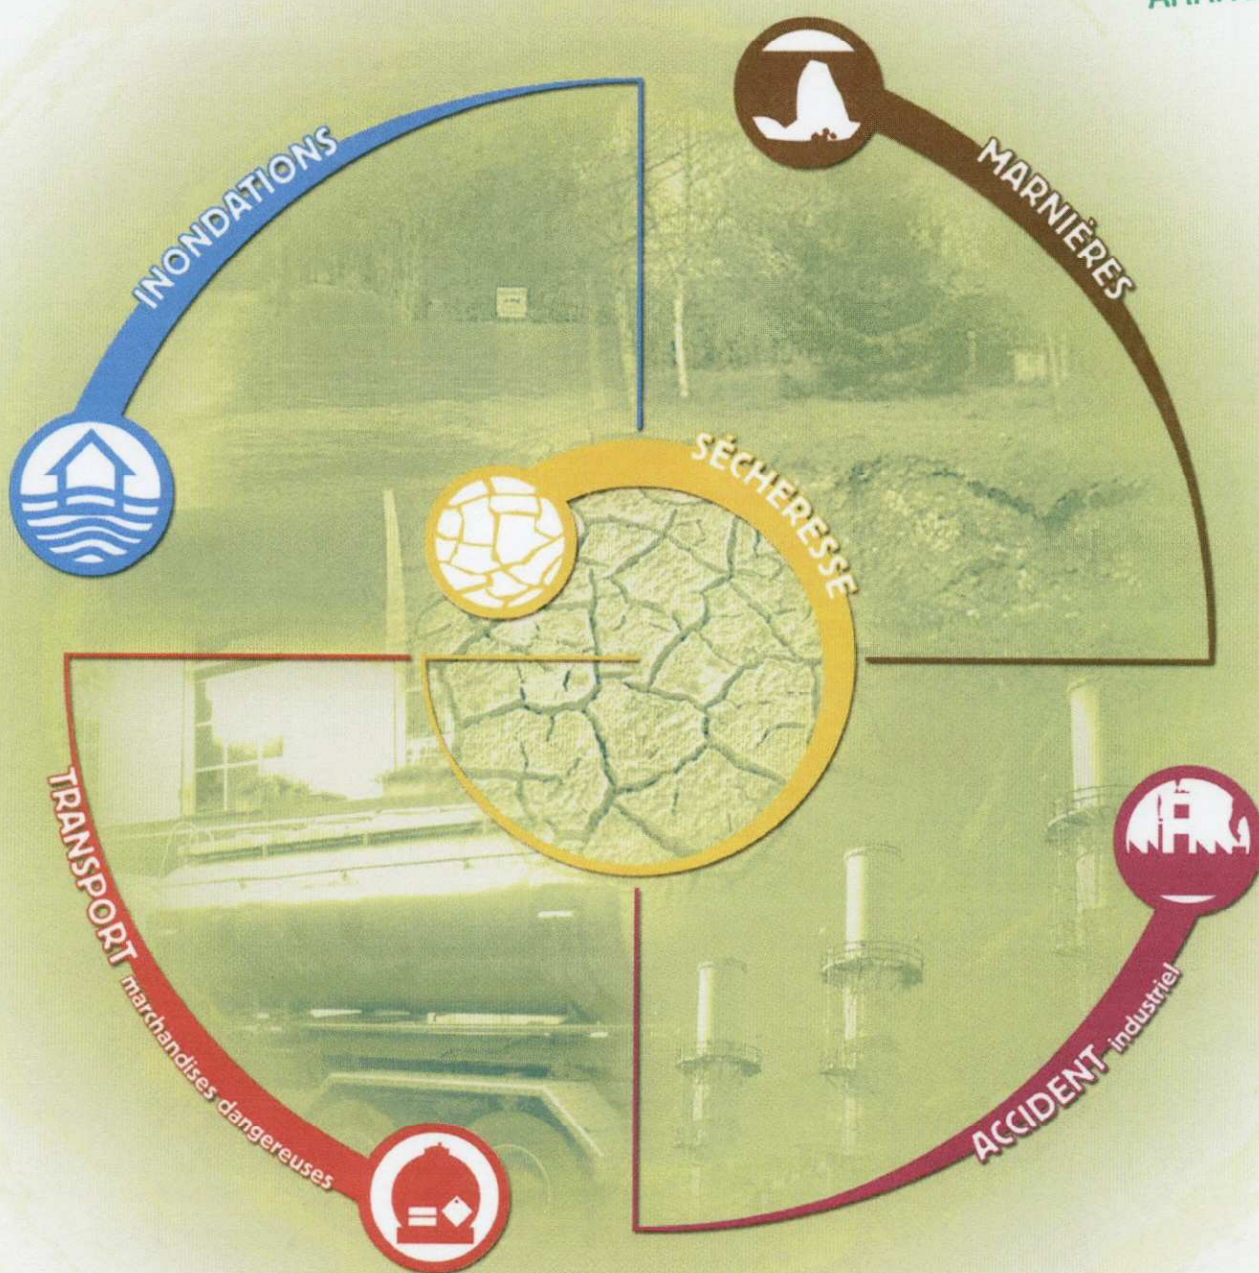 INONDATIONS
MARNIÈRES
SÉCHERESSE
TRANSPORT marchandises dangereuses
ACCIDENT industriel